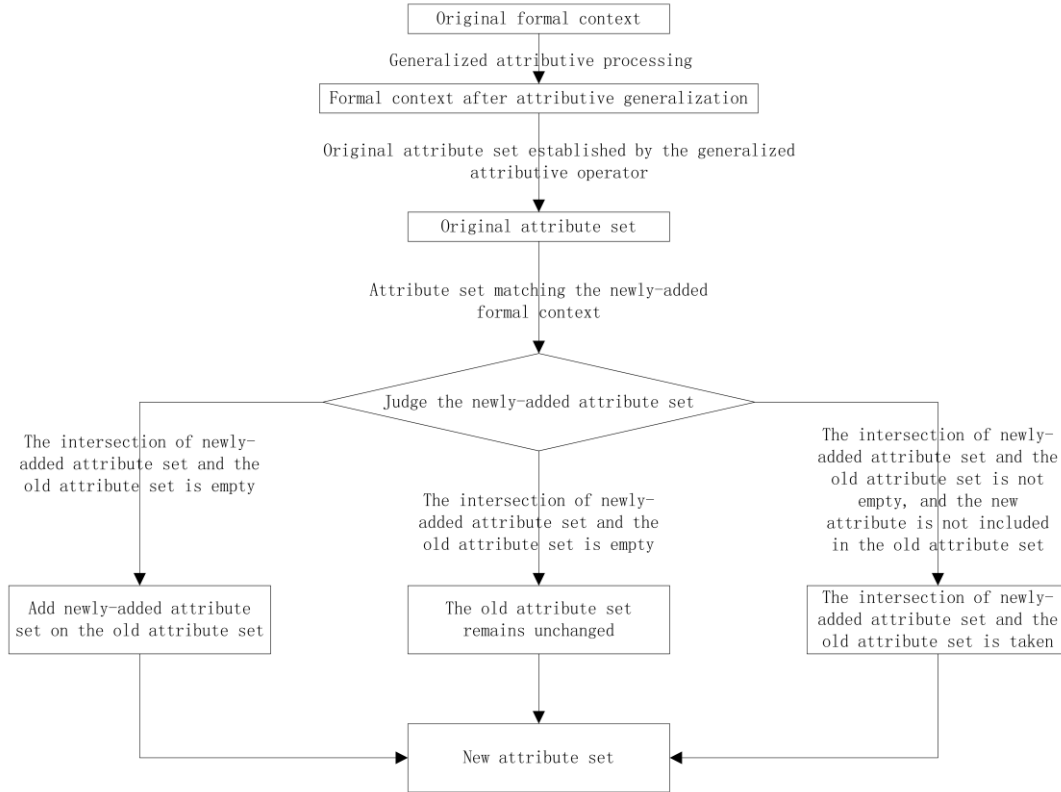 Original formal context
Generalized attributive processing
Formal context after attributive generalization
Original attribute set established by the generalized
attributive operator
Original attribute set
Attribute set matching the newly-added
formal context
Judge the newly-added attribute set
The intersection of newly-
added attribute set and the
old attribute set is empty
The intersection of newly-
added attribute set and the
old attribute set is empty
The intersection of newly-
added attribute set and the
old attribute set is not
empty, and the new
attribute is not included
in the old attribute set
Add newly-added attribute
set on the old attribute set
The old attribute set
remains unchanged
The intersection of newly-
added attribute set and the
old attribute set is taken
New attribute set